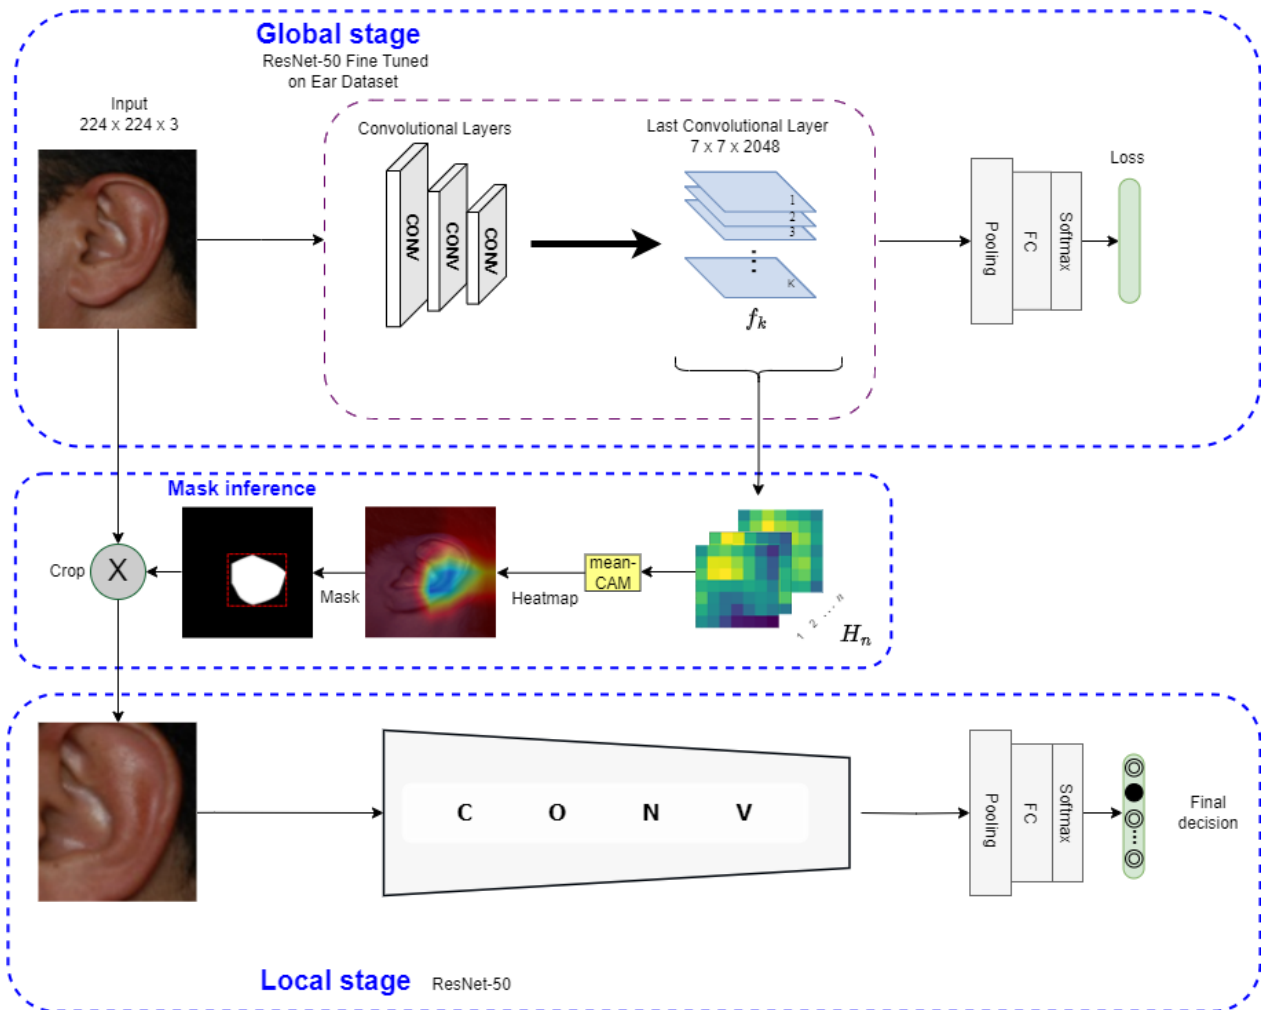 Global stage
ResNet-50 Fine Tuned
on Ear Dataset
Input
224 x 224 x 3
Convolutional Layers
Last Convolutional Layer
7 x 7 x 2048
Loss
CONV
CONV
CONV
1
2
3
K
f_k
Pooling
FC
Softmax
Mask inference
Crop
X
Mask
Heatmap
mean-
CAM
1 2 ... n
H_n
C O N V
Pooling
FC
Softmax
Final
decision
Local stage ResNet-50